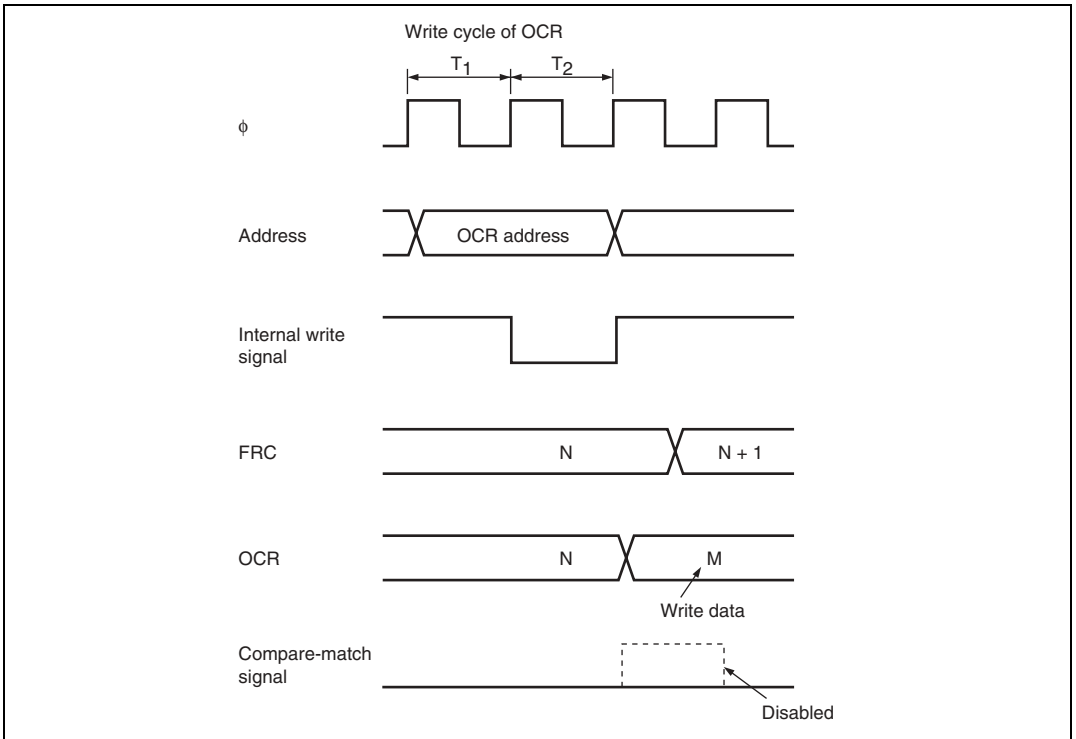 Write cycle of OCR
T1 T2
φ
Address
OCR address
Internal write
signal
FRC
N
N + 1
OCR
N
M
Write data
Compare-match
signal
Disabled